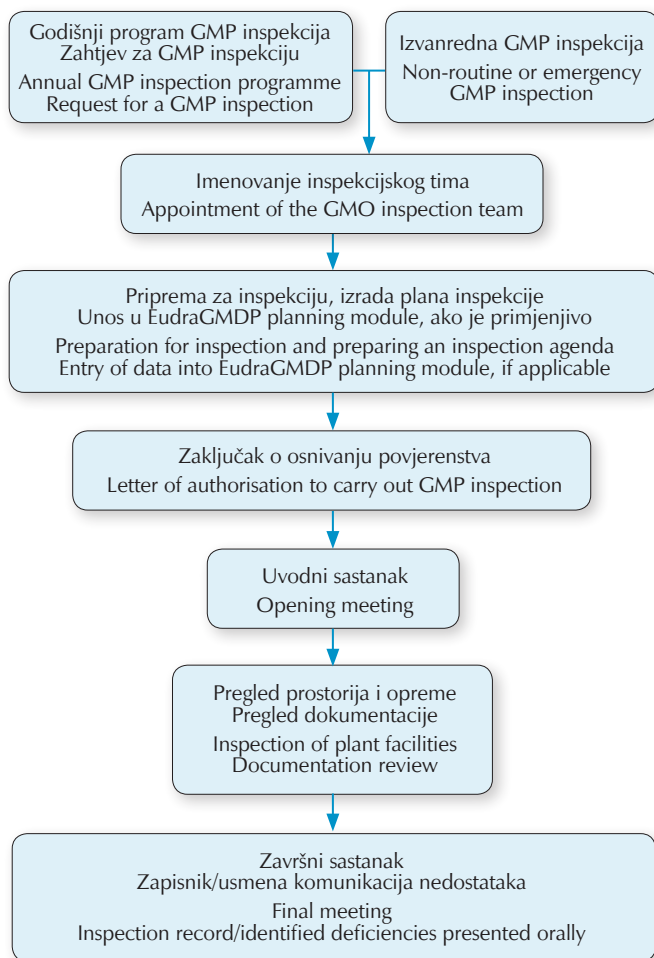 Godišnji program GMP inspekcija
Zahtjev za GMP inspekciju
Annual GMP inspection programme
Request for a GMP inspection
Izvanredna GMP inspekcija
Non-routine or emergency
GMP inspection
Imenovanje inspekcijskog tima
Appointment of the GMO inspection team
Priprema za inspekciju, izrada plana inspekcije
Unos u EudraGMDP planning module, ako je primjenjivo
Preparation for inspection and preparing an inspection agenda
Entry of data into EudraGMDP planning module, if applicable
Zaključak o osnivanju povjerenstva
Letter of authorisation to carry out GMP inspection
Uvodni sastanak
Opening meeting
Pregled prostorija i opreme
Pregled dokumentacije
Inspection of plant facilities
Documentation review
Završni sastanak
Zapisnik/usmena komunikacija nedostataka
Final meeting
Inspection record/identified deficiencies presented orally